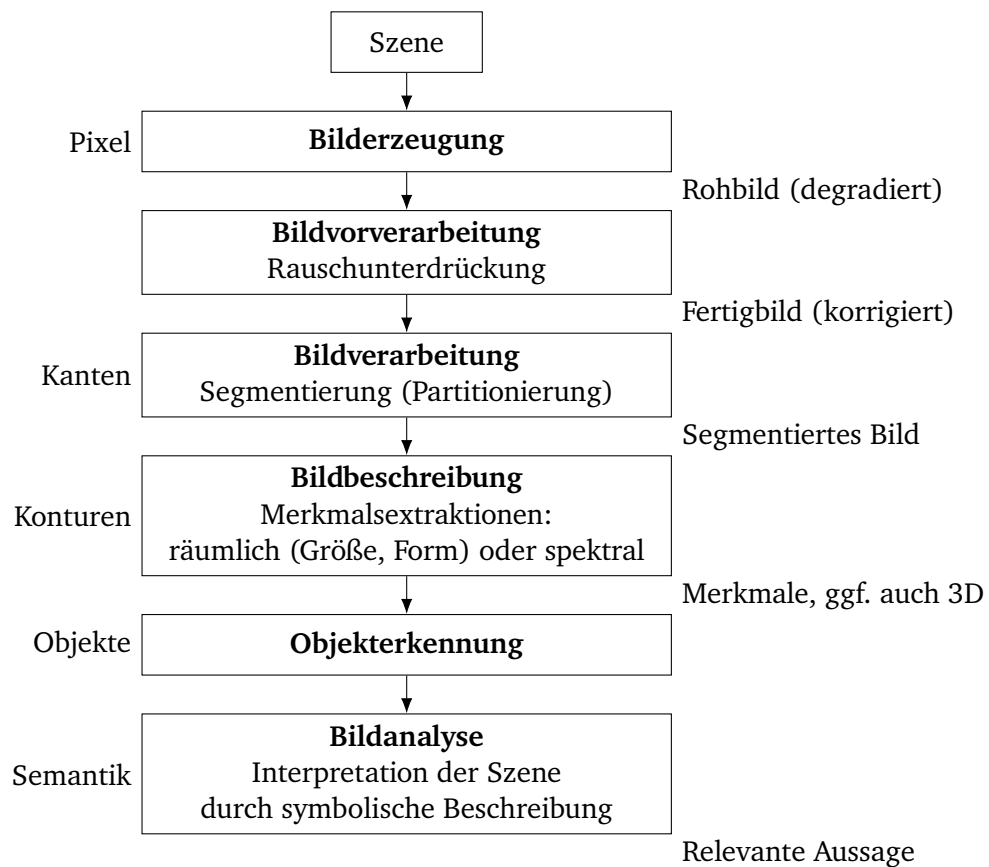 Szene
Pixel
Bilderzeugung
Rohbild (degradiert)
Bildvorverarbeitung
Rauschunterdrückung
Fertigbild (korrigiert)
Kanten
Bildverarbeitung
Segmentierung (Partitionierung)
Segmentiertes Bild
Konturen
Bildbeschreibung
Merkmalsextraktionen:
räumlich (Größe, Form) oder spektral
Merkmale, ggf. auch 3D
Objekte
Objekterkennung
Semantik
Bildanalyse
Interpretation der Szene
durch symbolische Beschreibung
Relevante Aussage